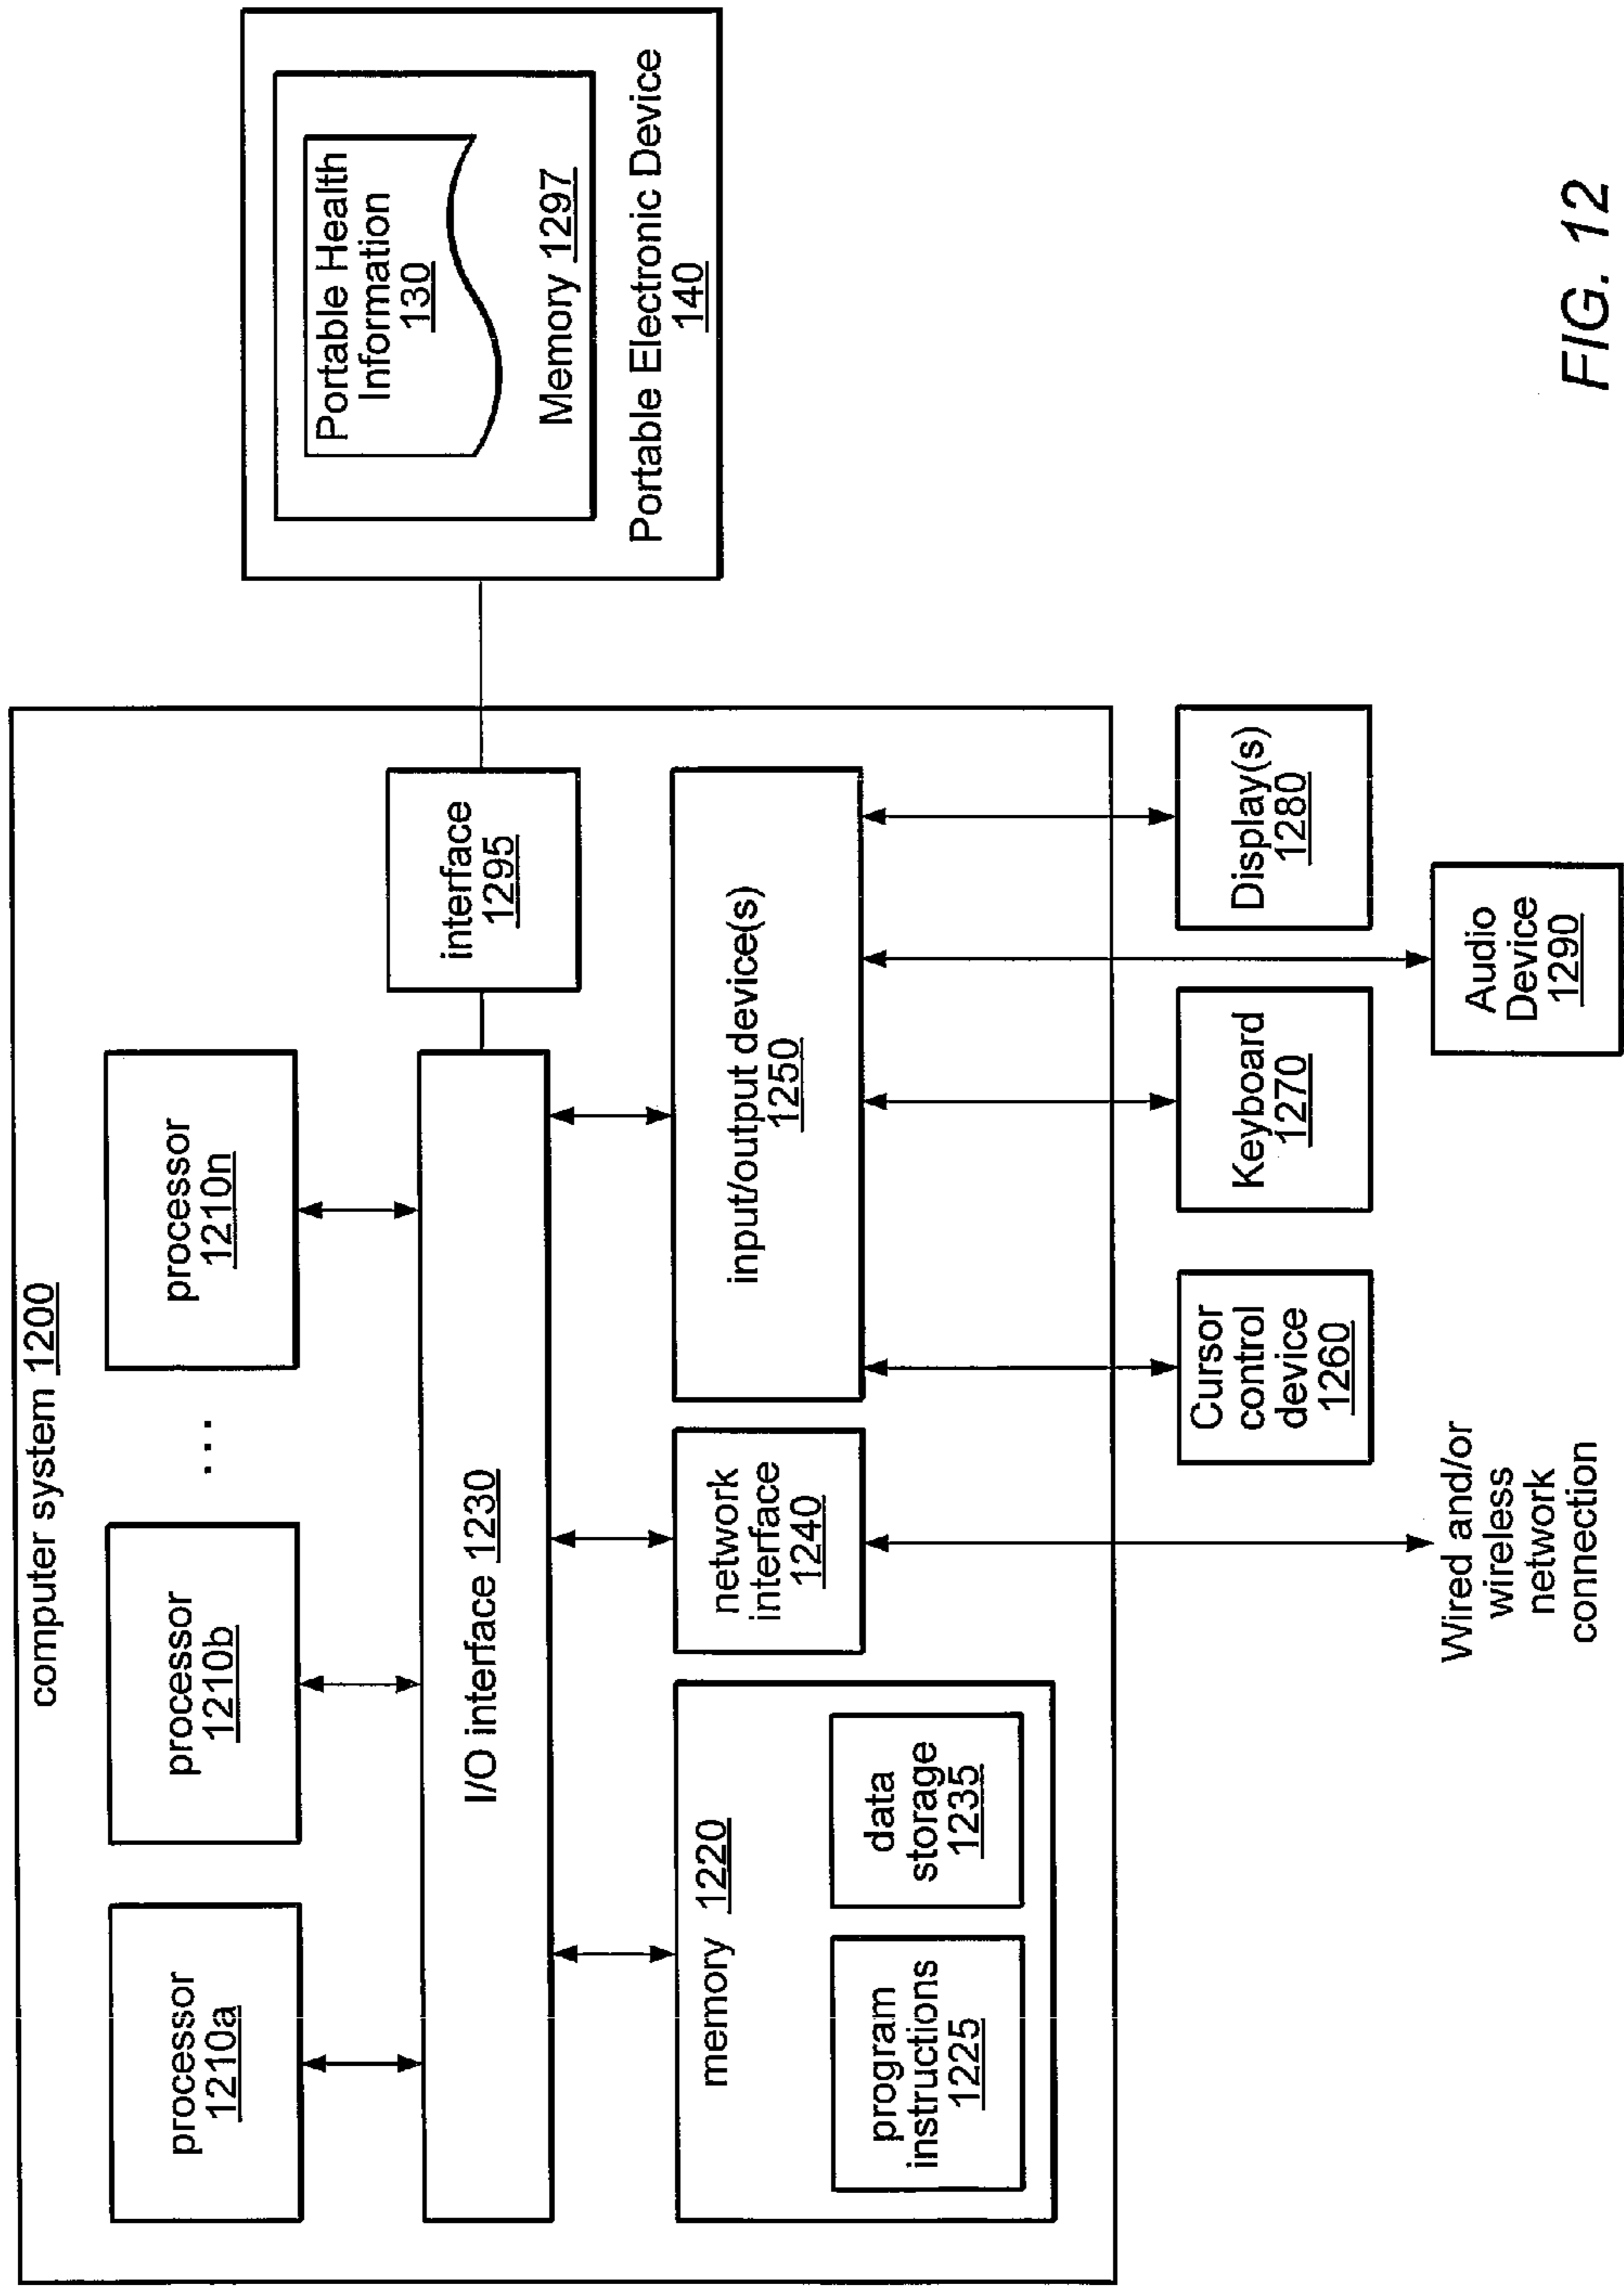 computer system 1200
processor
1210a
processor
1210b
...
processor
1210n
I/O interface 1230
interface
1295
memory 1220
program
instructions
1225
data
storage
1235
network
interface
1240
input/output device(s)
1250
Portable Health
Information
130
Memory 1297
Portable Electronic Device
140
Wired and/or
wireless
network
connection
Cursor
control
device
1260
Keyboard
1270
Audio
Device
1290
Display(s)
1280
FIG. 12